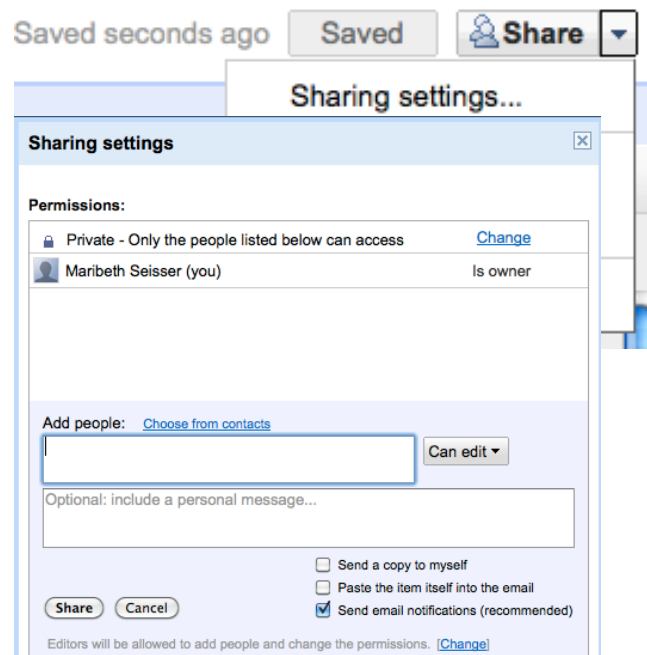 Saved seconds ago Saved Share
Sharing settings...
Sharing settings
Permissions:
Private - Only the people listed below can access Change
Maribeth Seisser (you) Is owner
Add people: Choose from contacts
Can edit
Optional: include a personal message...
Send a copy to myself
Paste the item itself into the email
Share Cancel Send email notifications (recommended)
Editors will be allowed to add people and change the permissions. [Change]